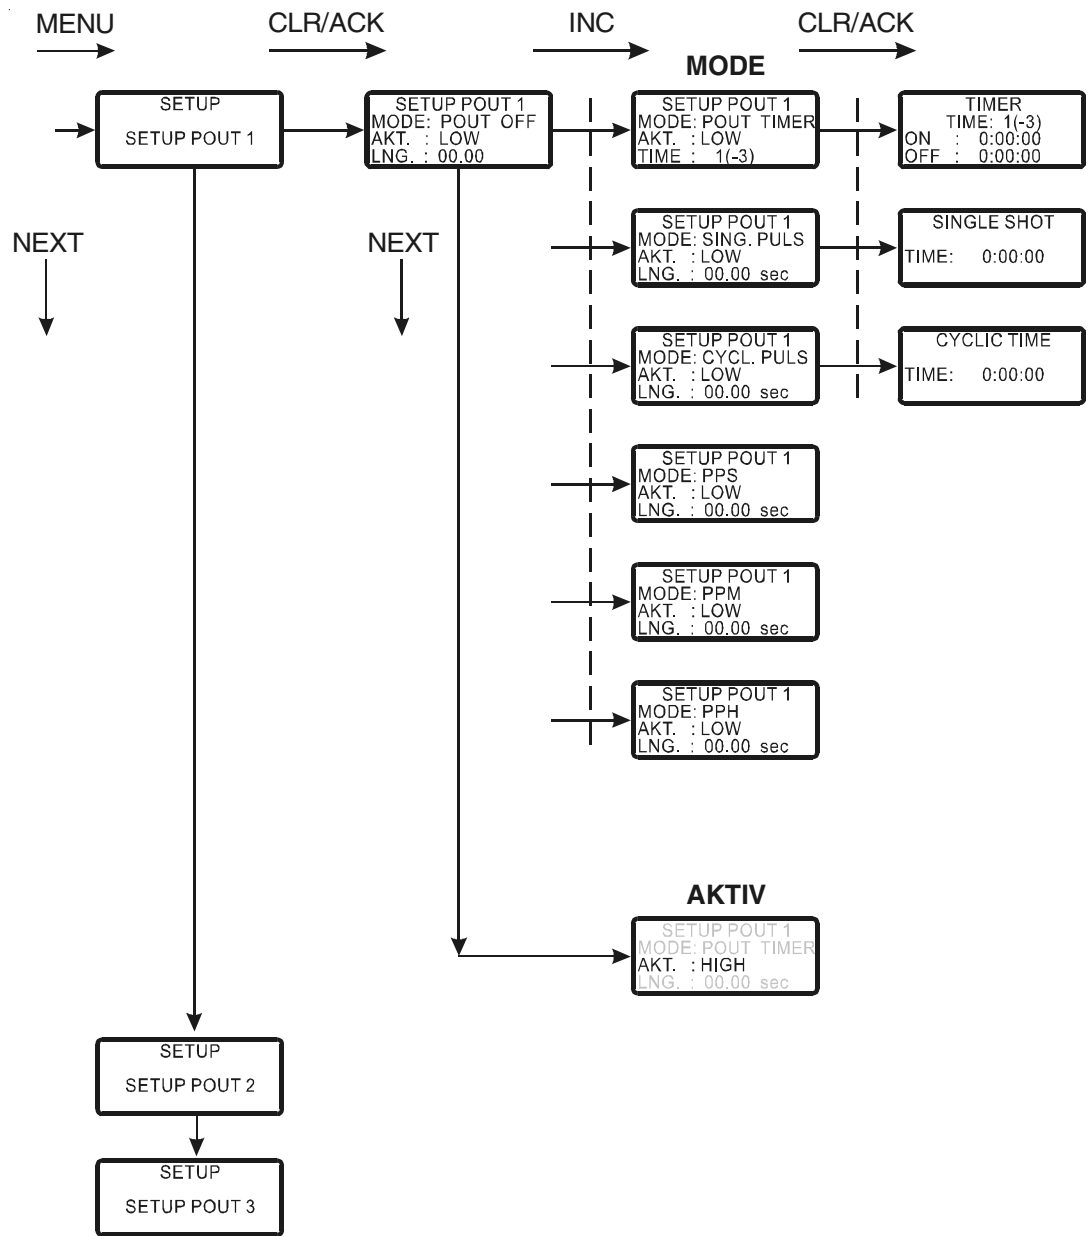 MENU
CLR/ACK
INC
CLR/ACK
MODE
SETUP
SETUP POUT 1
SETUP POUT 1
MODE: POUT OFF
AKT. : LOW
LNG. : 00.00
SETUP POUT 1
MODE: POUT TIMER
AKT. : LOW
TIME : 1(-3)
TIMER
TIME: 1(-3)
ON : 0:00:00
OFF : 0:00:00
NEXT
NEXT
SETUP POUT 1
MODE: SING. PULS
AKT. : LOW
LNG. : 00.00 sec
SINGLE SHOT
TIME: 0:00:00
SETUP POUT 1
MODE: CYCL. PULS
AKT. : LOW
LNG. : 00.00 sec
CYCLIC TIME
TIME: 0:00:00
SETUP POUT 1
MODE: PPS
AKT. : LOW
LNG. : 00.00 sec
SETUP POUT 1
MODE: PPM
AKT. : LOW
LNG. : 00.00 sec
SETUP POUT 1
MODE: PPH
AKT. : LOW
LNG. : 00.00 sec
AKTIV
SETUP POUT 1
MODE: POUT TIMER
AKT. : HIGH
LNG. : 00.00 sec
SETUP
SETUP POUT 2
SETUP
SETUP POUT 3